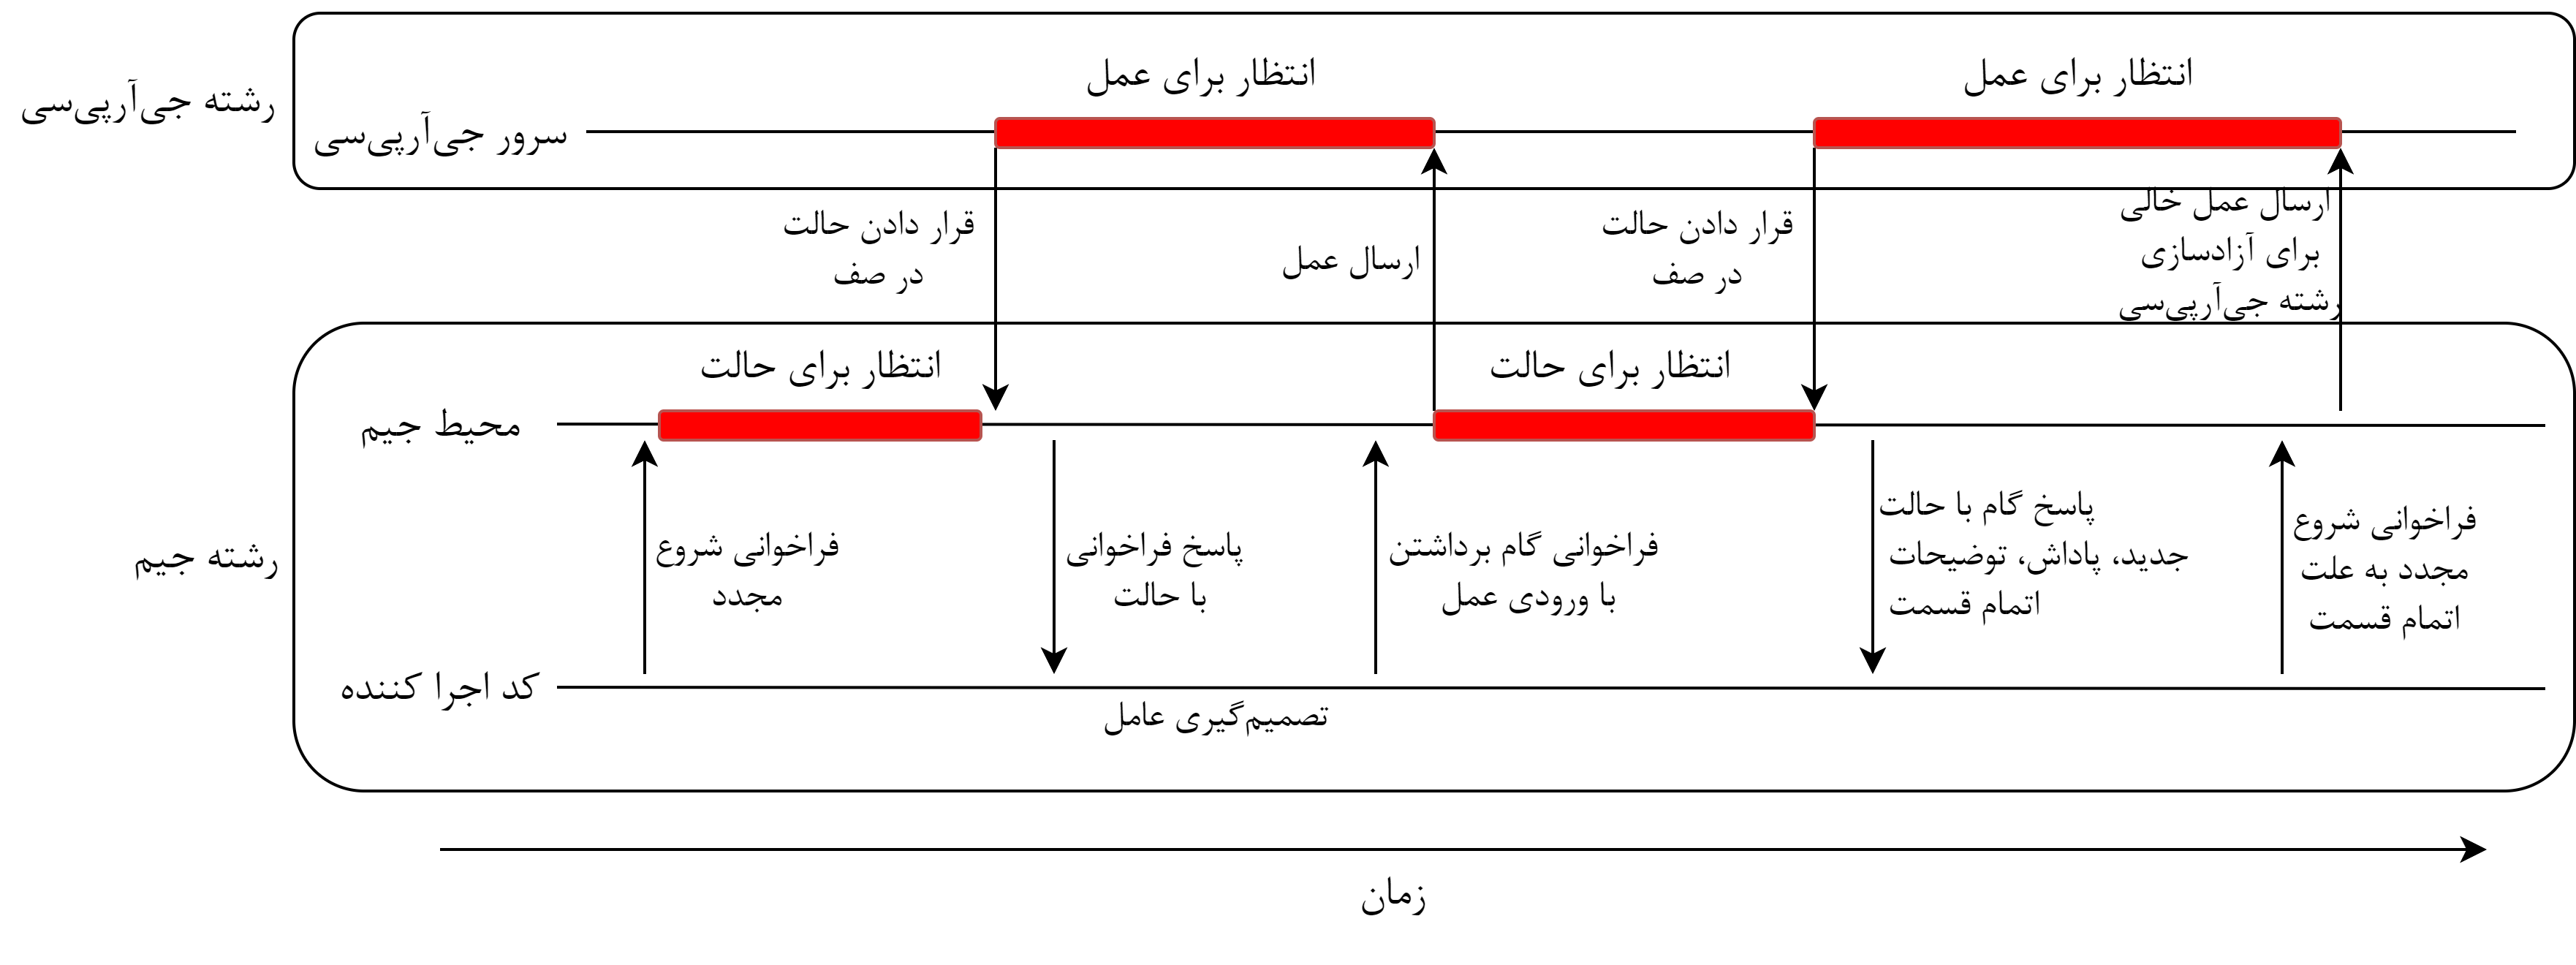 انتظار برای عمل
انتظار برای عمل
رشته جی‌آرپی‌سی
سرور جی‌آرپی‌سی
قرار دادن حالت
در صف
ارسال عمل
قرار دادن حالت
در صف
ارسال عمل خالی
برای آزادسازی
رشته جی‌آرپی‌سی
انتظار برای حالت
انتظار برای حالت
محیط جیم
رشته جیم
فراخوانی شروع
مجدد
پاسخ فراخوانی
با حالت
فراخوانی گام برداشتن
با ورودی عمل
پاسخ گام با حالت
جدید، پاداش، توضیحات
اتمام قسمت
فراخوانی شروع
مجدد به علت
اتمام قسمت
کد اجرا کننده
تصمیم‌گیری عامل
زمان